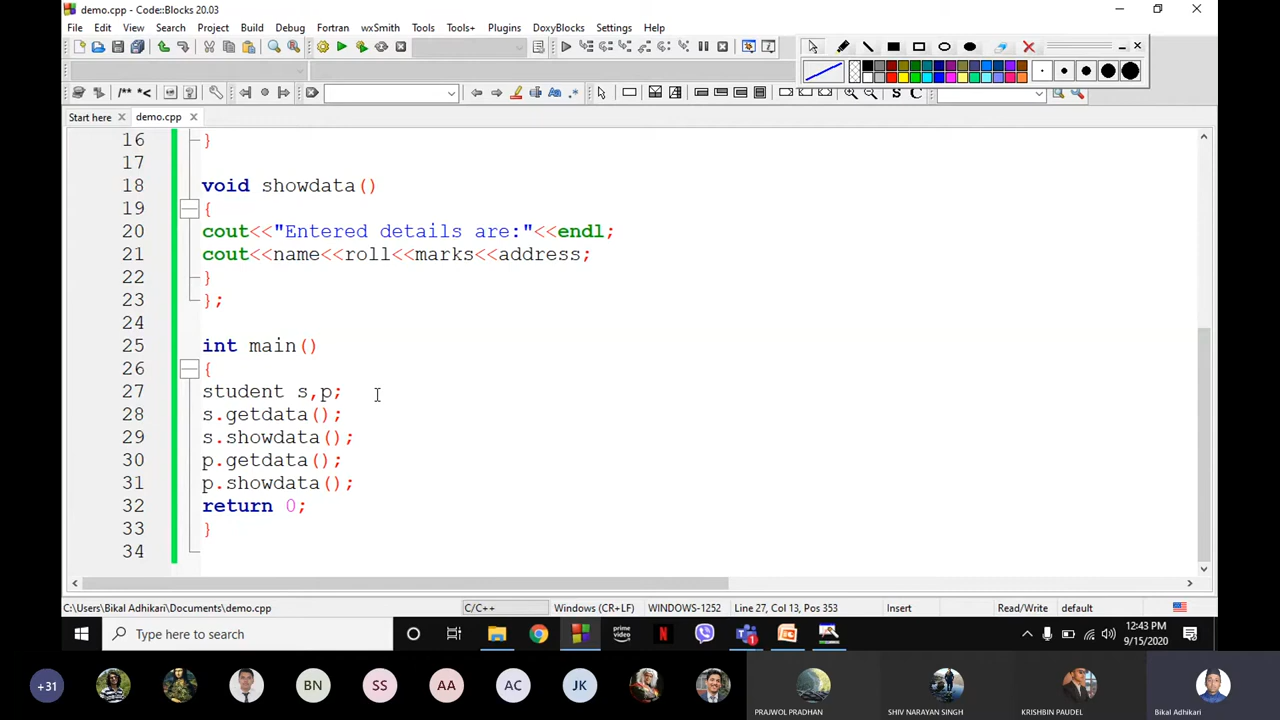 demo.cpp - Code::Blocks 20.03
File Edit View Search Project Build Debug Fortran wxSmith Tools Tools+ Plugins DoxyBlocks Settings Help
/** *<
S C
Start here demo.cpp
16 }
17
18 void showdata()
19 {
20 cout<<"Entered details are:"<<endl;
21 cout<<name<<roll<<marks<<address;
22 }
23 };
24
25 int main()
26 {
27 student s,p;
28 s.getdata();
29 s.showdata();
30 p.getdata();
31 p.showdata();
32 return 0;
33 }
34
C:\Users\Bikal Adhikari\Documents\demo.cpp C/C++ Windows (CR+LF) WINDOWS-1252 Line 27, Col 13, Pos 353 Insert Read/Write default
Type here to search
prime video
N
12:43 PM
9/15/2020
+31 BN SS AA AC JK
PRAJWOL PRADHAN SHIV NARAYAN SINGH KRISHBIN PAUDEL Bikal Adhikari